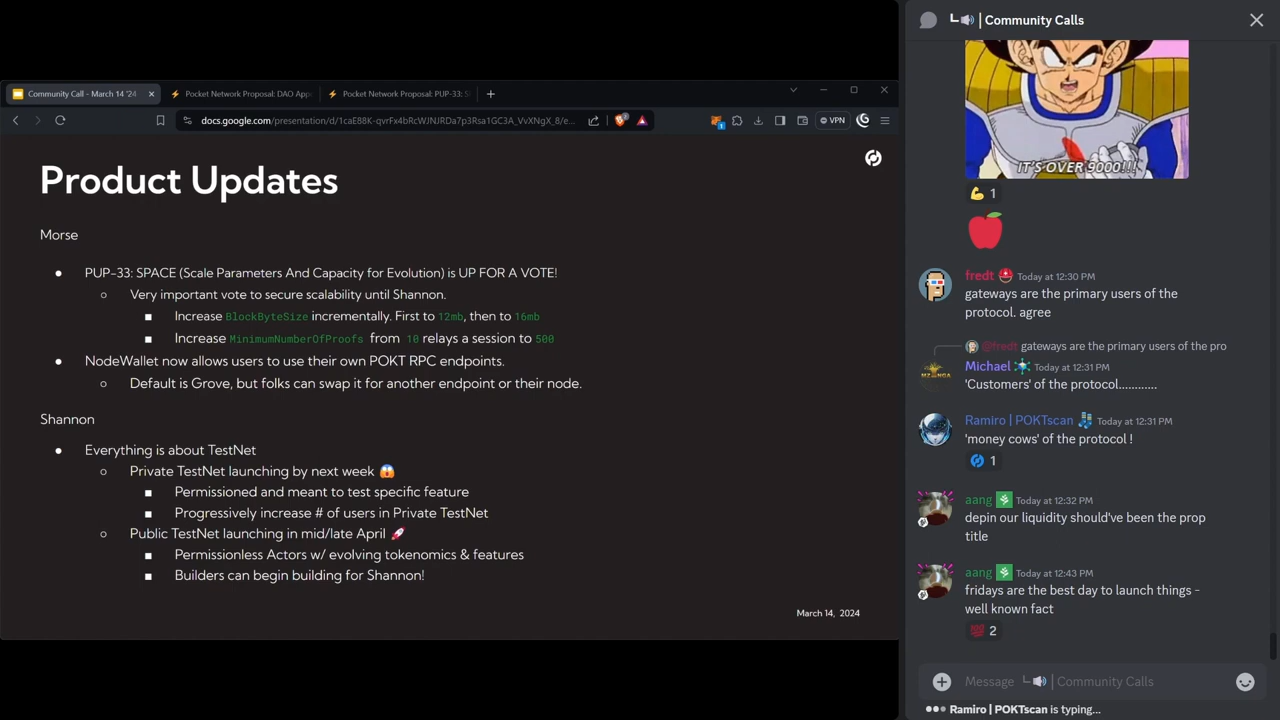 Community Call - March 14 '24
Pocket Network Proposal: DAO App
Pocket Network Proposal: PUP-33: S
docs.google.com/presentation/d/1caE88K-qvrFx4bRcWJNJRDa7p3Rsa1GC3A_VvXNgX_8/e...
VPN
Product Updates
Morse
● PUP-33: SPACE (Scale Parameters And Capacity for Evolution) is UP FOR A VOTE!
○ Very important vote to secure scalability until Shannon.
■ Increase BlockByteSize incrementally. First to 12mb, then to 16mb
■ Increase MinimumNumberOfProofs from 10 relays a session to 500
● NodeWallet now allows users to use their own POKT RPC endpoints.
○ Default is Grove, but folks can swap it for another endpoint or their node.
Shannon
● Everything is about TestNet
○ Private TestNet launching by next week 😱
■ Permissioned and meant to test specific feature
■ Progressively increase # of users in Private TestNet
○ Public TestNet launching in mid/late April 🚀
■ Permissionless Actors w/ evolving tokenomics & features
■ Builders can begin building for Shannon!
March 14, 2024
Community Calls
IT'S OVER 9000!!!
💪 1
fredt Today at 12:30 PM
gateways are the primary users of the
protocol. agree
@fredt gateways are the primary users of the pro
Michael Today at 12:31 PM
'Customers' of the protocol............
Ramiro | POKTscan Today at 12:31 PM
'money cows' of the protocol !
1
aang Today at 12:32 PM
depin our liquidity should've been the prop
title
aang Today at 12:43 PM
fridays are the best day to launch things -
well known fact
💯 2
Message Community Calls
Ramiro | POKTscan is typing...